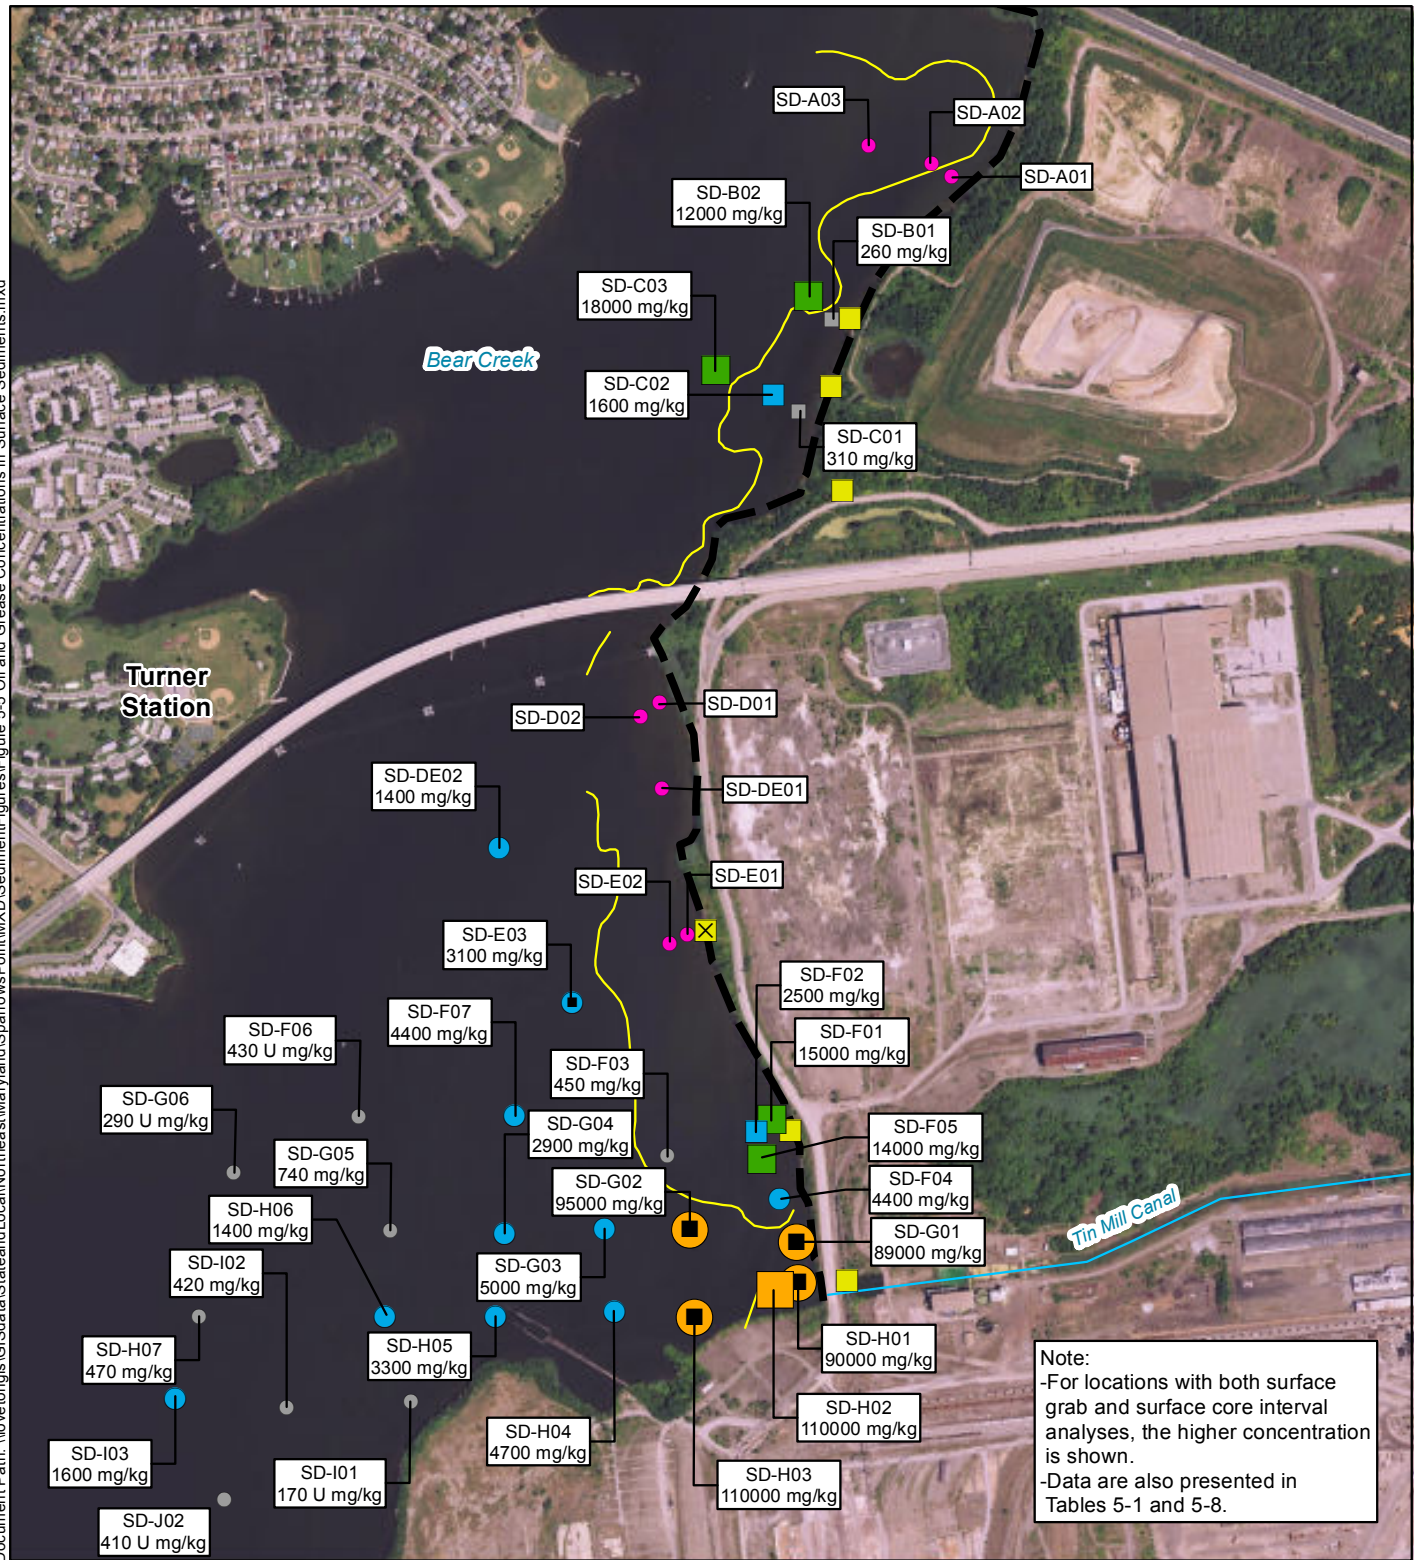 SD-A03
SD-A02
SD-A01
SD-B02
12000 mg/kg
SD-B01
260 mg/kg
SD-C03
18000 mg/kg
Bear Creek
SD-C02
1600 mg/kg
SD-C01
310 mg/kg
Turner
Station
SD-D01
SD-D02
SD-DE02
1400 mg/kg
SD-DE01
SD-E02
SD-E01
SD-E03
3100 mg/kg
SD-F02
2500 mg/kg
SD-F07
4400 mg/kg
SD-F06
430 U mg/kg
SD-F01
15000 mg/kg
SD-F03
450 mg/kg
SD-G06
290 U mg/kg
SD-G04
2900 mg/kg
SD-F05
14000 mg/kg
SD-G05
740 mg/kg
SD-G02
95000 mg/kg
SD-F04
4400 mg/kg
SD-H06
1400 mg/kg
Tin Mill Canal
SD-G01
89000 mg/kg
SD-I02
420 mg/kg
SD-G03
5000 mg/kg
SD-H07
470 mg/kg
SD-H05
3300 mg/kg
SD-H01
90000 mg/kg
SD-H02
110000 mg/kg
SD-H04
4700 mg/kg
SD-I03
1600 mg/kg
SD-I01
170 U mg/kg
SD-H03
110000 mg/kg
SD-J02
410 U mg/kg
Note:
-For locations with both surface
grab and surface core interval
analyses, the higher concentration
is shown.
-Data are also presented in
Tables 5-1 and 5-8.